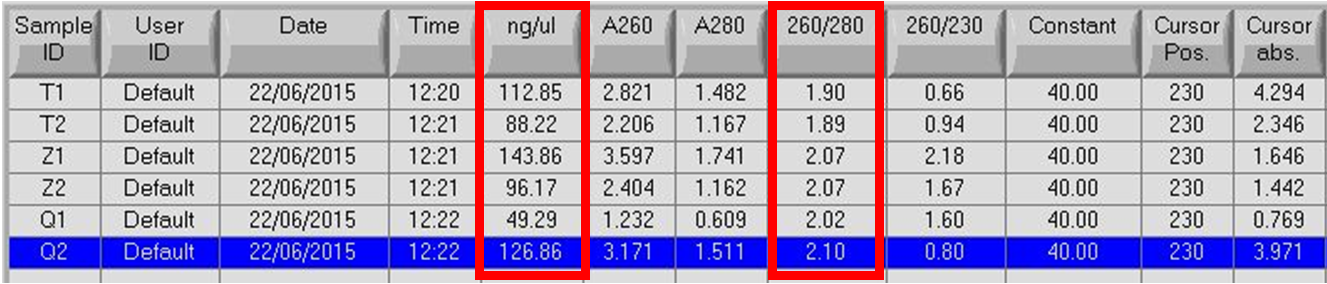 Sample ID User ID Date Time ng/ul A260 A280 260/280 260/230 Constant Cursor Pos. Cursor abs.
T1 Default 22/06/2015 12:20 112.85 2.821 1.482 1.90 0.66 40.00 230 4.294
T2 Default 22/06/2015 12:21 88.22 2.206 1.167 1.89 0.94 40.00 230 2.346
Z1 Default 22/06/2015 12:21 143.86 3.597 1.741 2.07 2.18 40.00 230 1.646
Z2 Default 22/06/2015 12:21 96.17 2.404 1.162 2.07 1.67 40.00 230 1.442
Q1 Default 22/06/2015 12:22 49.29 1.232 0.609 2.02 1.60 40.00 230 0.769
Q2 Default 22/06/2015 12:22 126.86 3.171 1.511 2.10 0.80 40.00 230 3.971